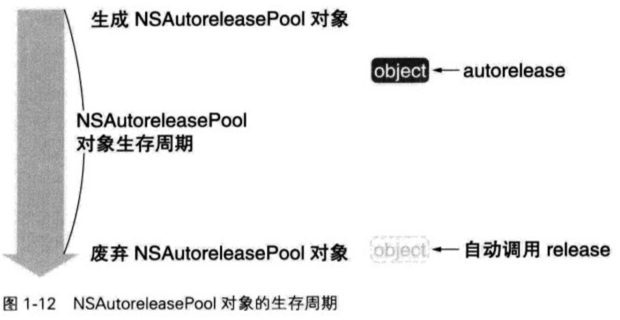 生成 NSAutoreleasePool 对象
object
autorelease
NSAutoreleasePool
对象生存周期
废弃 NSAutoreleasePool 对象
object
自动调用 release
图 1-12 NSAutoreleasePool 对象的生存周期